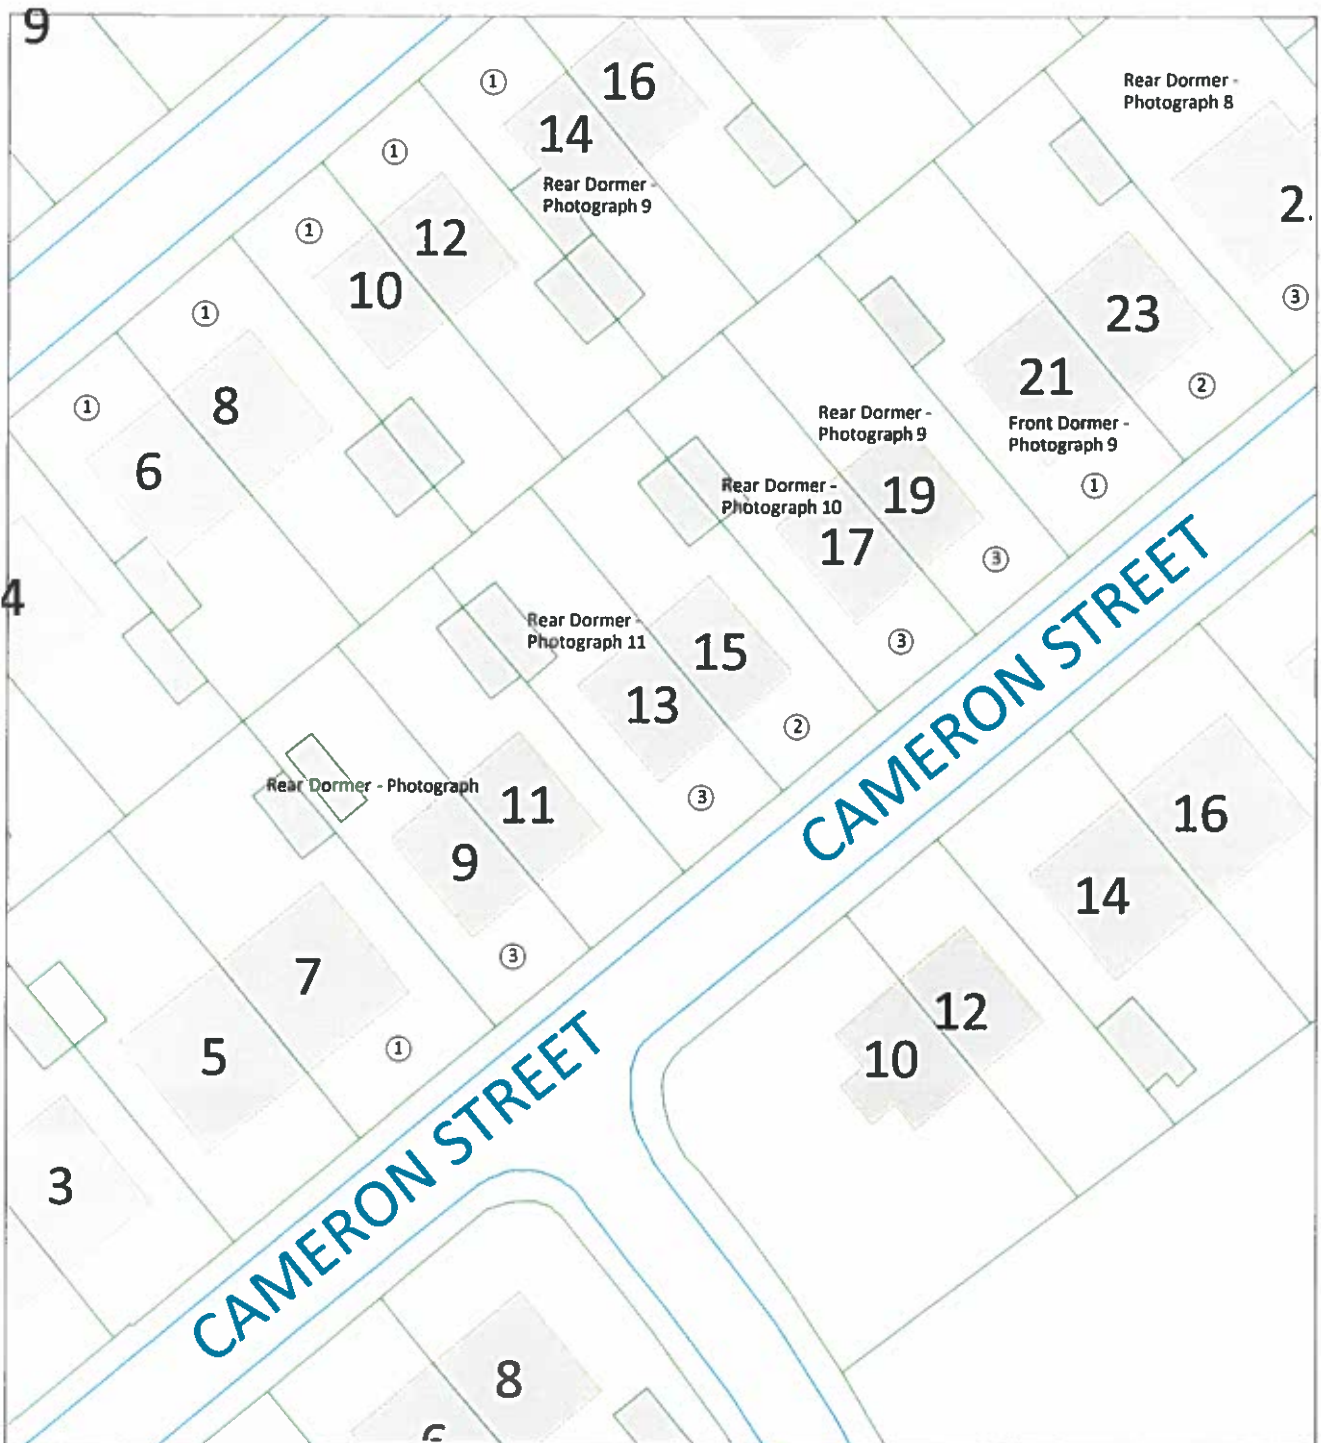 9
Rear Dormer -
Photograph 8
①
16
14
①
Rear Dormer -
Photograph 9
2.
①
12
10
①
③
23
21
8
①
②
Rear Dormer -
Photograph 9
Front Dormer -
Photograph 9
6
Rear Dormer -
Photograph 10
19
①
17
③
4
Rear Dormer -
Photograph 11
15
③
13
②
CAMERON STREET
Rear Dormer - Photograph
③
11
9
16
14
③
7
12
5
①
10
3
CAMERON STREET
8